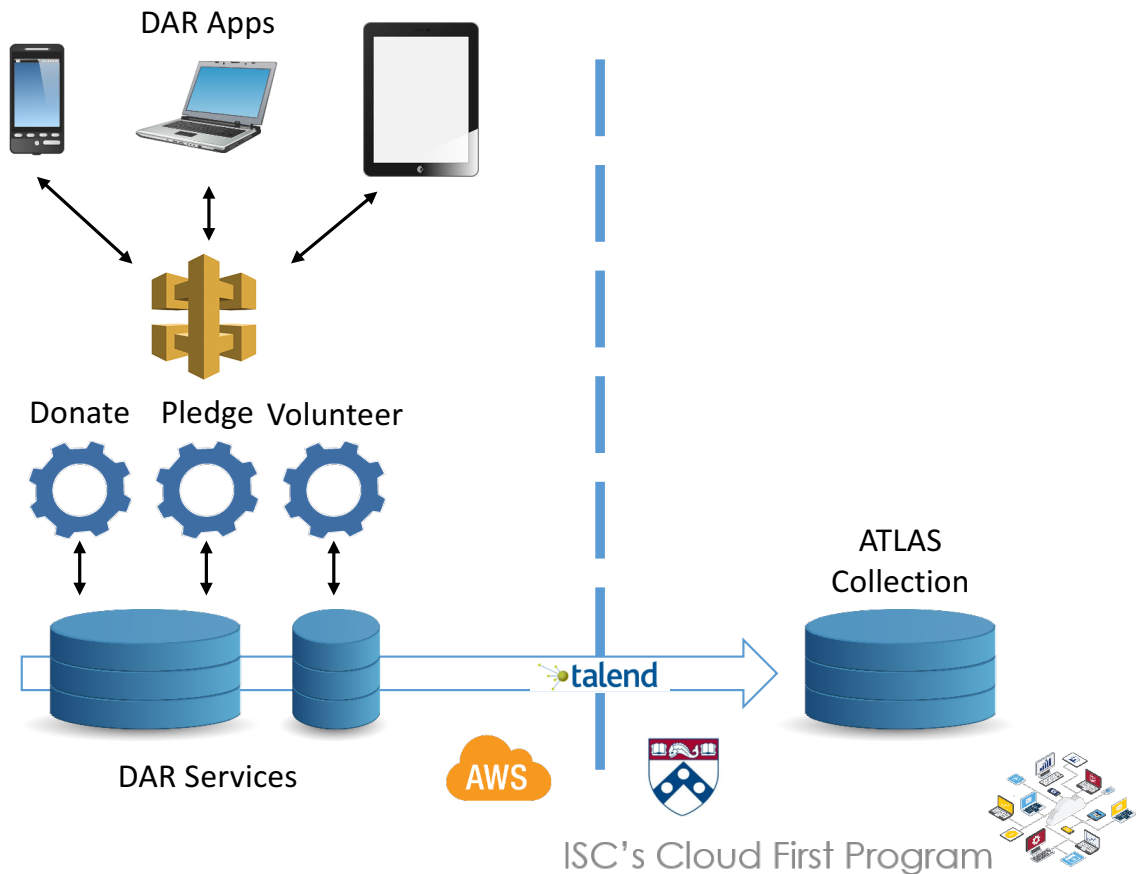 DAR Apps
Donate
Pledge
Volunteer
ATLAS
Collection
talend
DAR Services
AWS
ISC's Cloud First Program